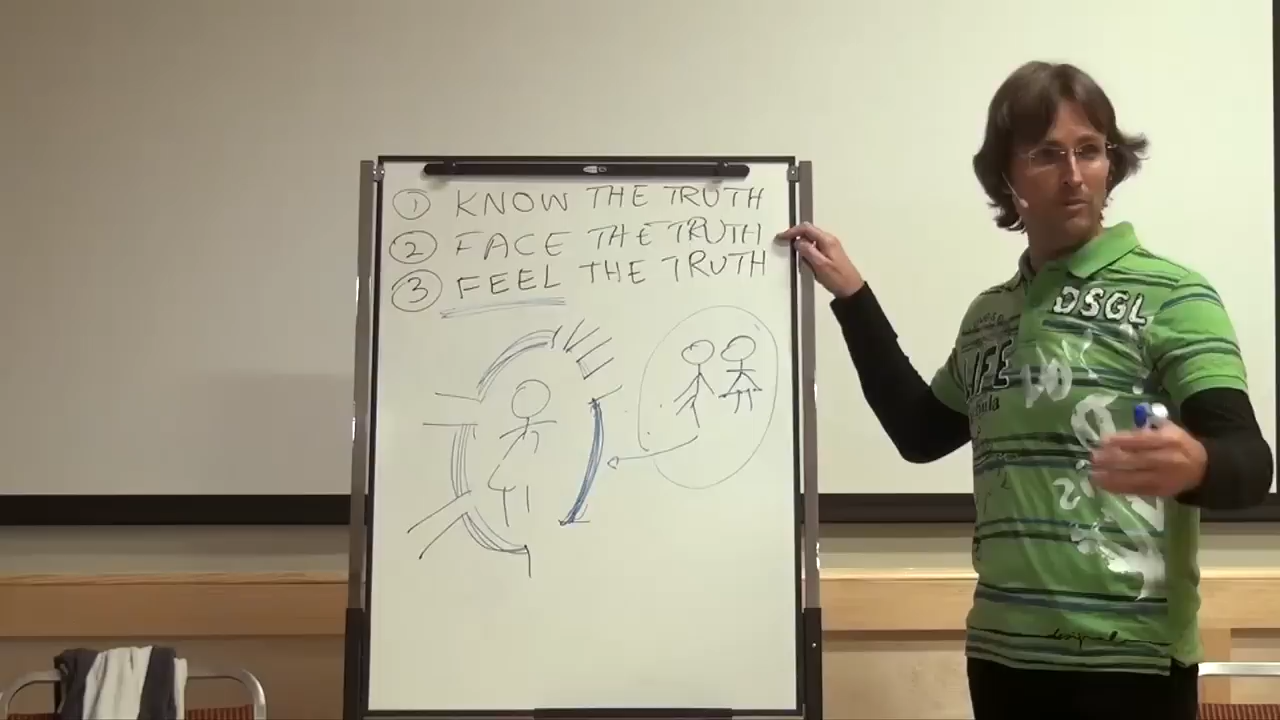 ① KNOW THE TRUTH
② FACE THE TRUTH
③ FEEL THE TRUTH
DSGL
LIFE